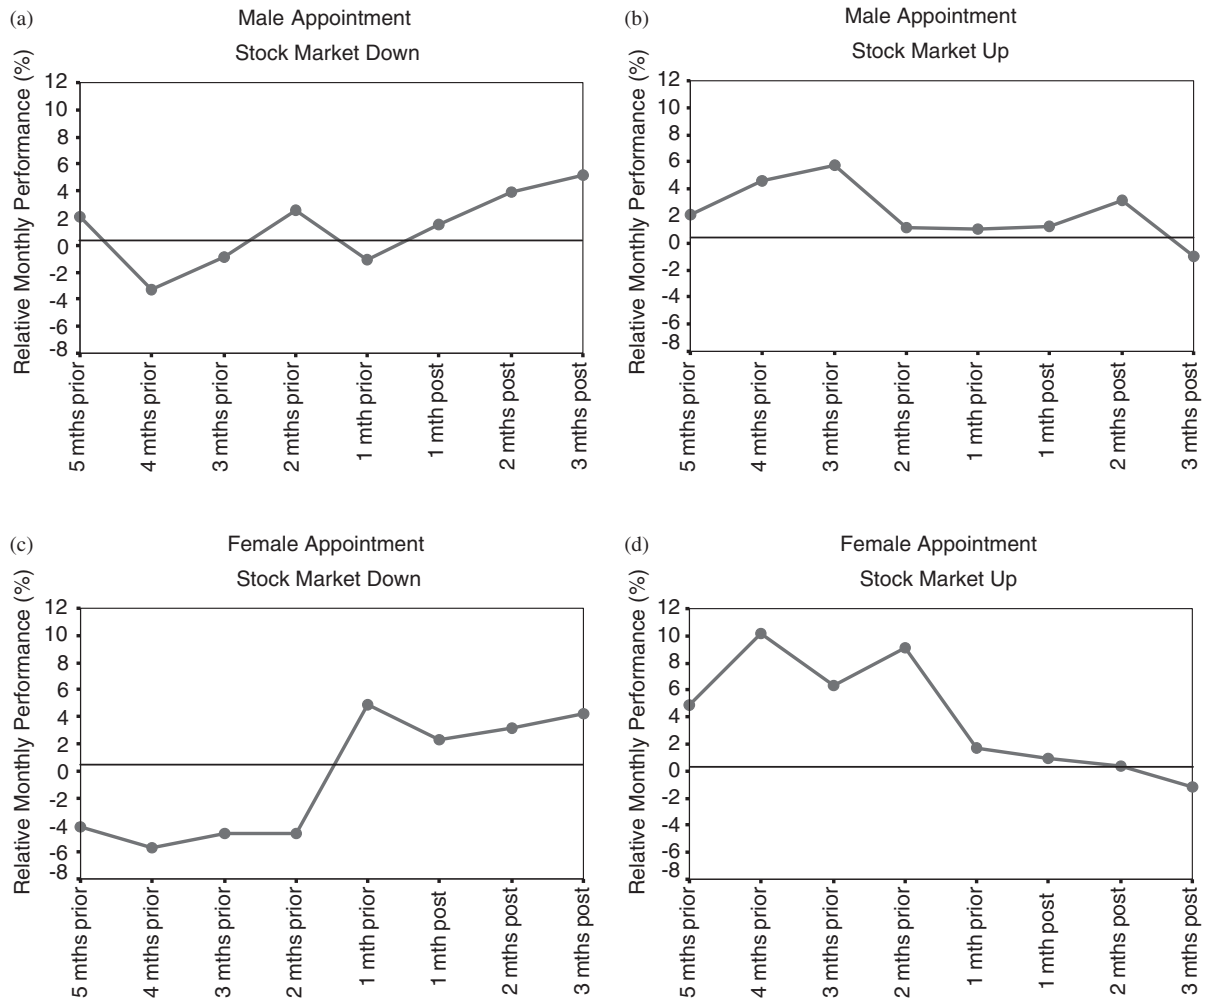 (a)
Male Appointment
Stock Market Down
Relative Monthly Performance (%)
12
10
8
6
4
2
0
-2
-4
-6
-8
5 mths prior
4 mths prior
3 mths prior
2 mths prior
1 mth prior
1 mth post
2 mths post
3 mths post
(b)
Male Appointment
Stock Market Up
Relative Monthly Performance (%)
12
10
8
6
4
2
0
-2
-4
-6
-8
5 mths prior
4 mths prior
3 mths prior
2 mths prior
1 mth prior
1 mth post
2 mths post
3 mths post
(c)
Female Appointment
Stock Market Down
Relative Monthly Performance (%)
12
10
8
6
4
2
0
-2
-4
-6
-8
5 mths prior
4 mths prior
3 mths prior
2 mths prior
1 mth prior
1 mth post
2 mths post
3 mths post
(d)
Female Appointment
Stock Market Up
Relative Monthly Performance (%)
12
10
8
6
4
2
0
-2
-4
-6
-8
5 mths prior
4 mths prior
3 mths prior
2 mths prior
1 mth prior
1 mth post
2 mths post
3 mths post